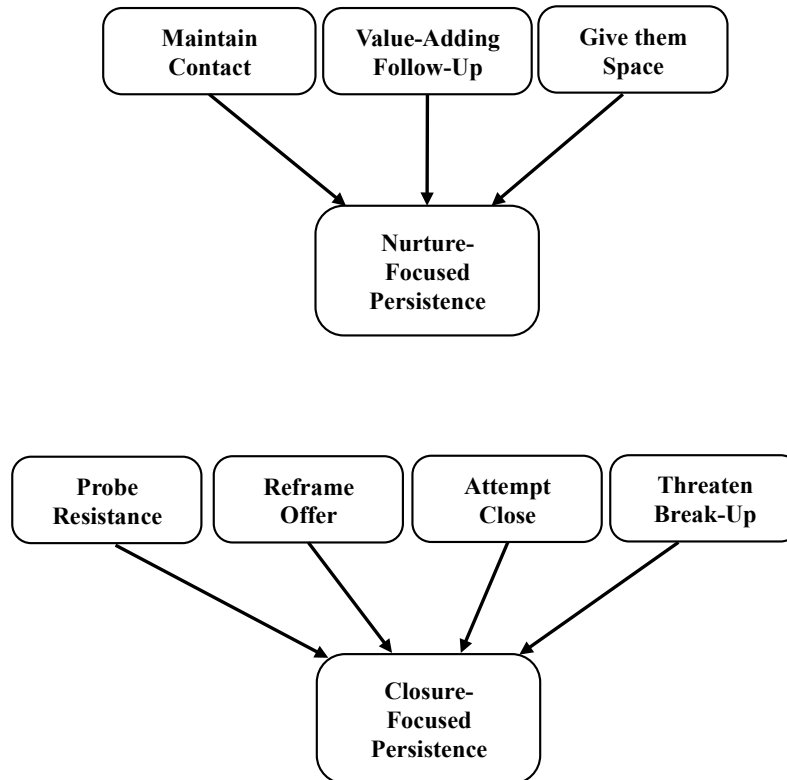 Maintain
Contact
Value-Adding
Follow-Up
Give them
Space
Nurture-
Focused
Persistence
Probe
Resistance
Reframe
Offer
Attempt
Close
Threaten
Break-Up
Closure-
Focused
Persistence